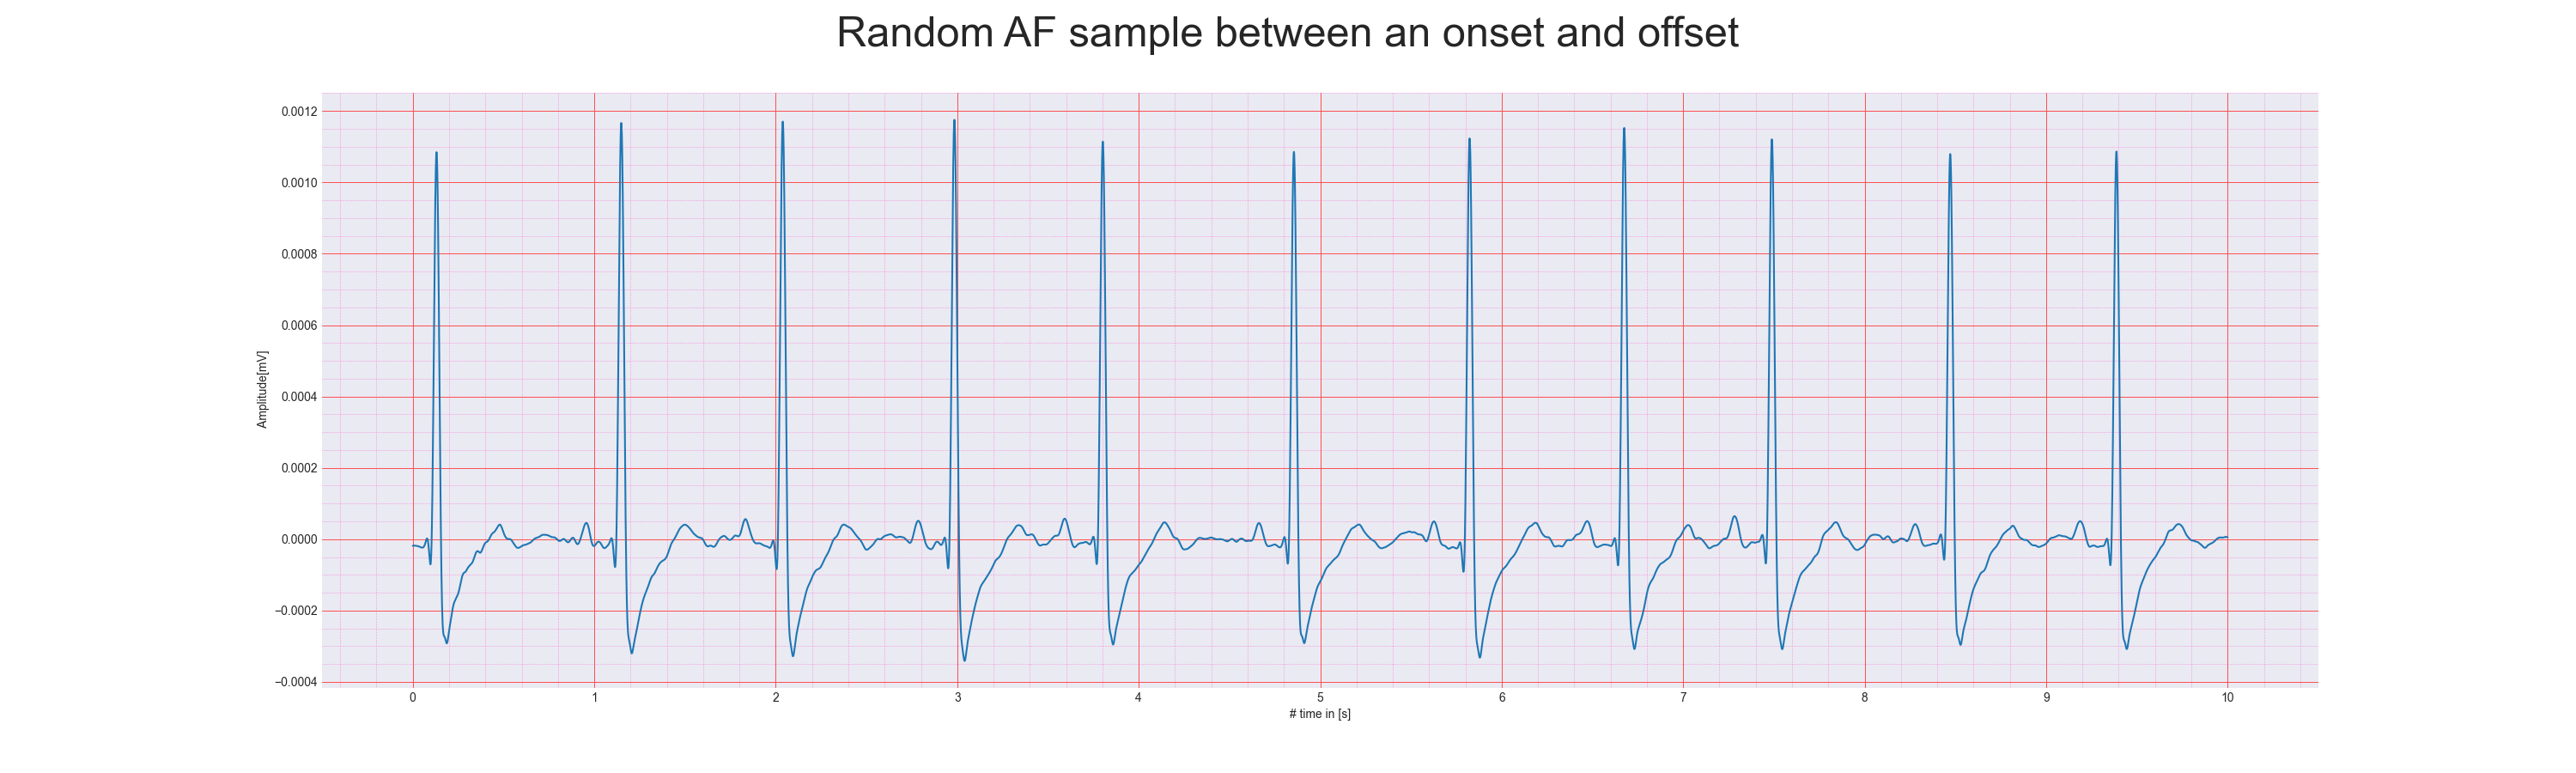 Random AF sample between an onset and offset
0.0012
0.0010
0.0008
0.0006
0.0004
0.0002
0.0000
−0.0002
−0.0004
Amplitude[mV]
0 1 2 3 4 5 6 7 8 9 10
# time in [s]